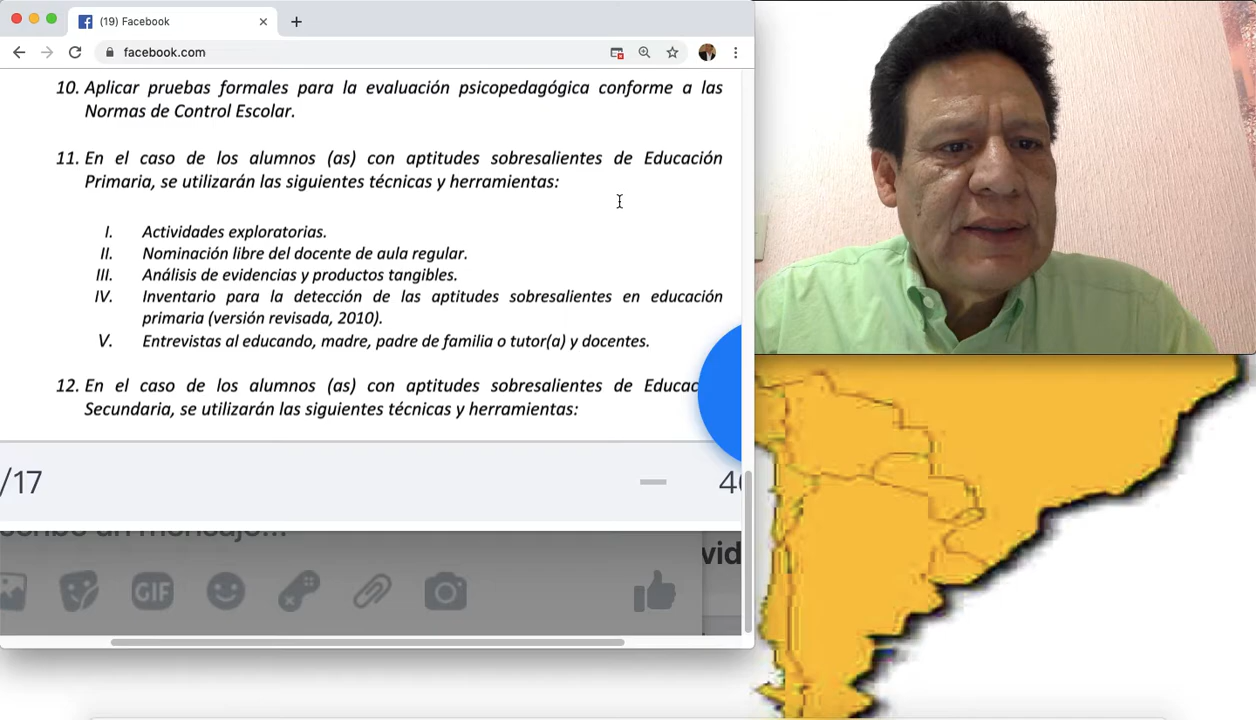 (19) Facebook
facebook.com
10. Aplicar pruebas formales para la evaluación psicopedagógica conforme a las
Normas de Control Escolar.
11. En el caso de los alumnos (as) con aptitudes sobresalientes de Educación
Primaria, se utilizarán las siguientes técnicas y herramientas:
I. Actividades exploratorias.
II. Nominación libre del docente de aula regular.
III. Análisis de evidencias y productos tangibles.
IV. Inventario para la detección de las aptitudes sobresalientes en educación
primaria (versión revisada, 2010).
V. Entrevistas al educando, madre, padre de familia o tutor(a) y docentes.
12. En el caso de los alumnos (as) con aptitudes sobresalientes de Educac
Secundaria, se utilizarán las siguientes técnicas y herramientas:
/17
un mensaje...
vid
GIF